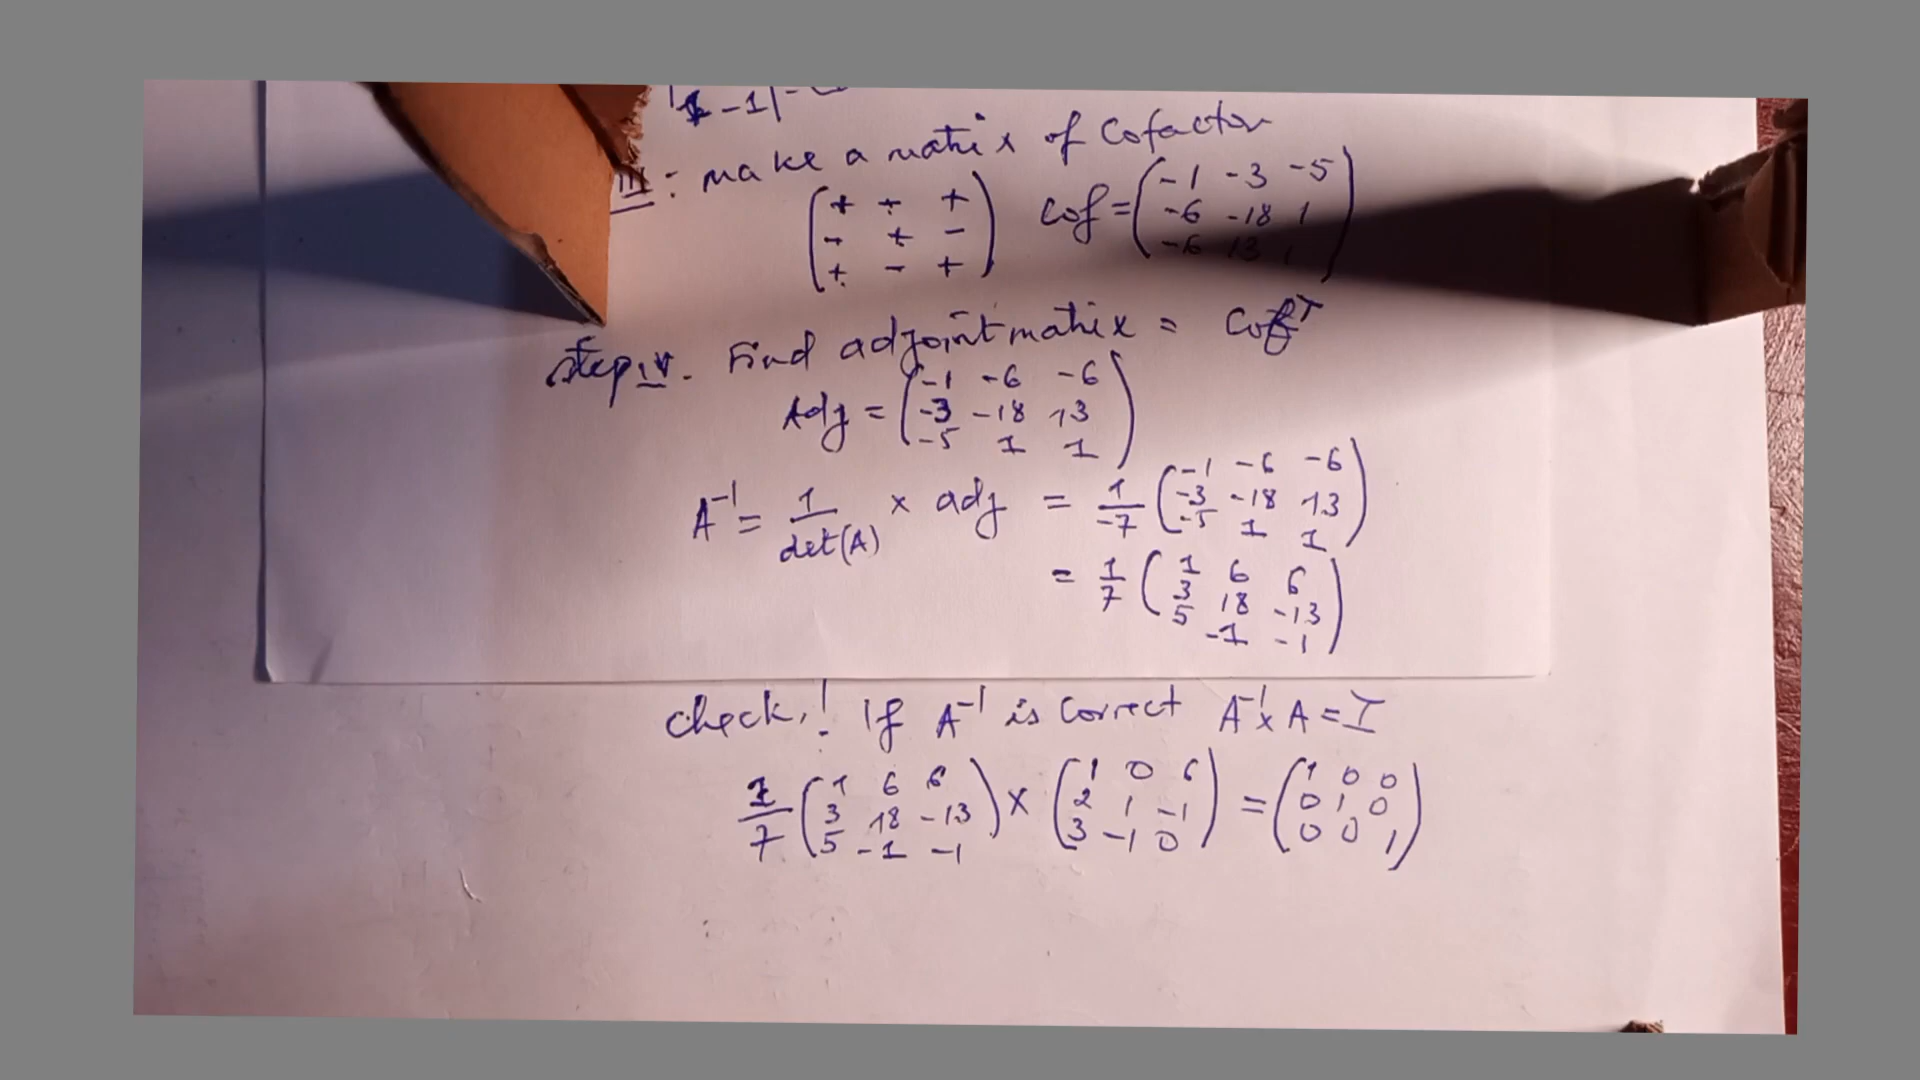 -1|-
III: make a matrix of Cofactor
(+ + +
- + -
+ - +) Cof = (-1 -3 -5
-6 -18 1
-6 13 1)
Step IV. Find adjoint matrix = Cof^T
Adj = (-1 -6 -6
-3 -18 13
-5 1 1)
A^-1 = 1/det(A) × adj = 1/-7 (-1 -6 -6
-3 -18 13
-5 1 1)
= 1/7 (1 6 6
3 18 -13
5 -1 -1)
check,! If A^-1 is correct A^-1 × A = I
1/7 (1 6 6
3 18 -13
5 -1 -1) × (1 0 6
2 1 -1
3 -1 0) = (1 0 0
0 1 0
0 0 1)